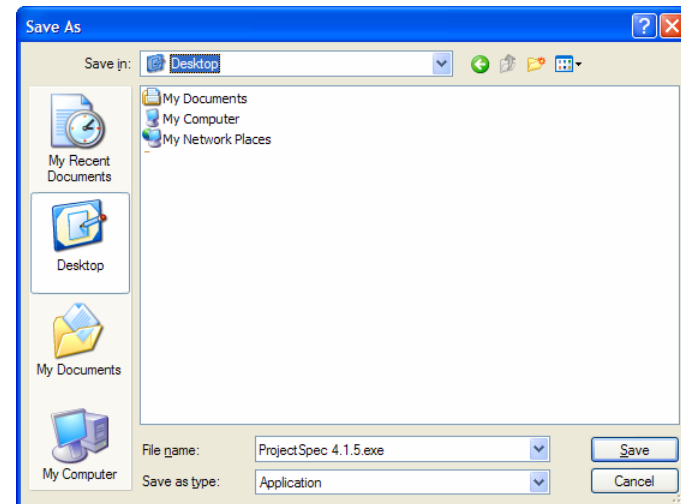 Save As
Save in:
Desktop
My Documents
My Computer
My Network Places
My Recent
Documents
Desktop
My Documents
My Computer
File name:
ProjectSpec 4.1.5.exe
Save
Save as type:
Application
Cancel